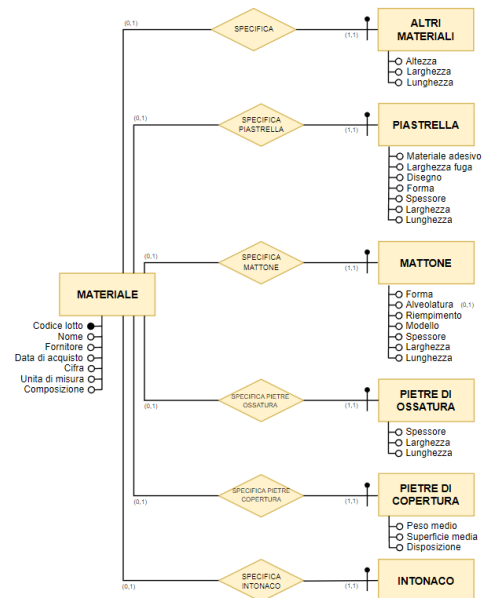 (0,1)
SPECIFICA
(1,1)
ALTRI
MATERIALI
Altezza
Larghezza
Lunghezza
(0,1)
SPECIFICA
PIASTRELLA
(1,1)
PIASTRELLA
Materiale adesivo
Larghezza fuga
Disegno
Forma
Spessore
Larghezza
Lunghezza
(0,1)
SPECIFICA
MATTONE
(1,1)
MATTONE
Forma
Alveolatura (0,1)
Riempimento
Modello
Spessore
Larghezza
Lunghezza
MATERIALE
Codice lotto
Nome
Fornitore
Data di acquisto
Cifra
Unita di misura
Composizione
(0,1)
SPECIFICA PIETRE
OSSATURA
(1,1)
PIETRE DI
OSSATURA
Spessore
Larghezza
Lunghezza
(0,1)
SPECIFICA PIETRE
COPERTURA
(1,1)
PIETRE DI
COPERTURA
Peso medio
Superficie media
Disposizione
(0,1)
SPECIFICA
INTONACO
(1,1)
INTONACO